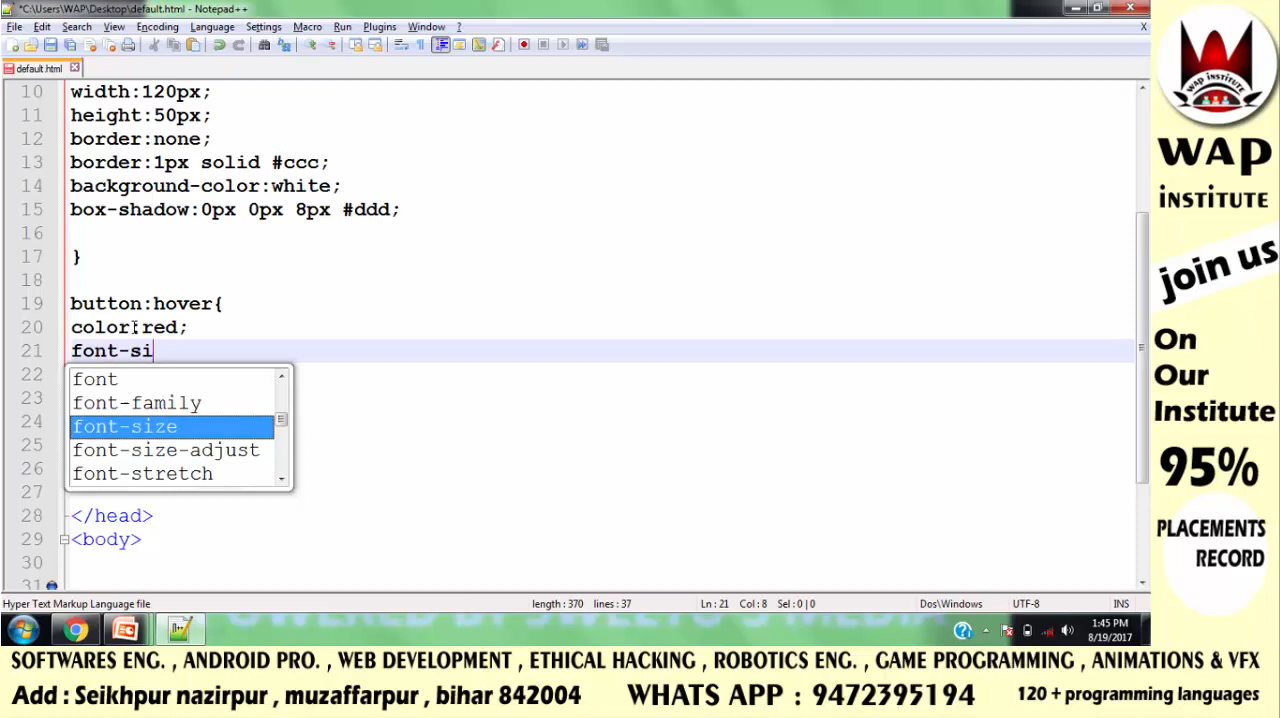 *C:\Users\WAP\Desktop\default.html - Notepad++
File Edit Search View Encoding Language Settings Macro Run Plugins Window ? X
default.html
10 width:120px;
11 height:50px;
12 border:none;
13 border:1px solid #ccc;
14 background-color:white;
15 box-shadow:0px 0px 8px #ddd;
16
17 }
18
19 button:hover{
20 color:red;
21 font-si
22 font
23 font-family
24 font-size
25 font-size-adjust
26 font-stretch
27
28 </head>
29 <body>
30
31
Hyper Text Markup Language file length : 370 lines : 37 Ln : 21 Col : 8 Sel : 0 | 0 Dos\Windows UTF-8 INS
1:45 PM
8/19/2017
WAP INSTITUTE
WAP
INSTITUTE
join us
On
Our
Institute
95%
PLACEMENTS
RECORD
SOFTWARES ENG. , ANDROID PRO. , WEB DEVELOPMENT , ETHICAL HACKING , ROBOTICS ENG. , GAME PROGRAMMING , ANIMATIONS & VFX
Add : Seikhpur nazirpur , muzaffarpur , bihar 842004 WHATS APP : 9472395194 120 + programming languages